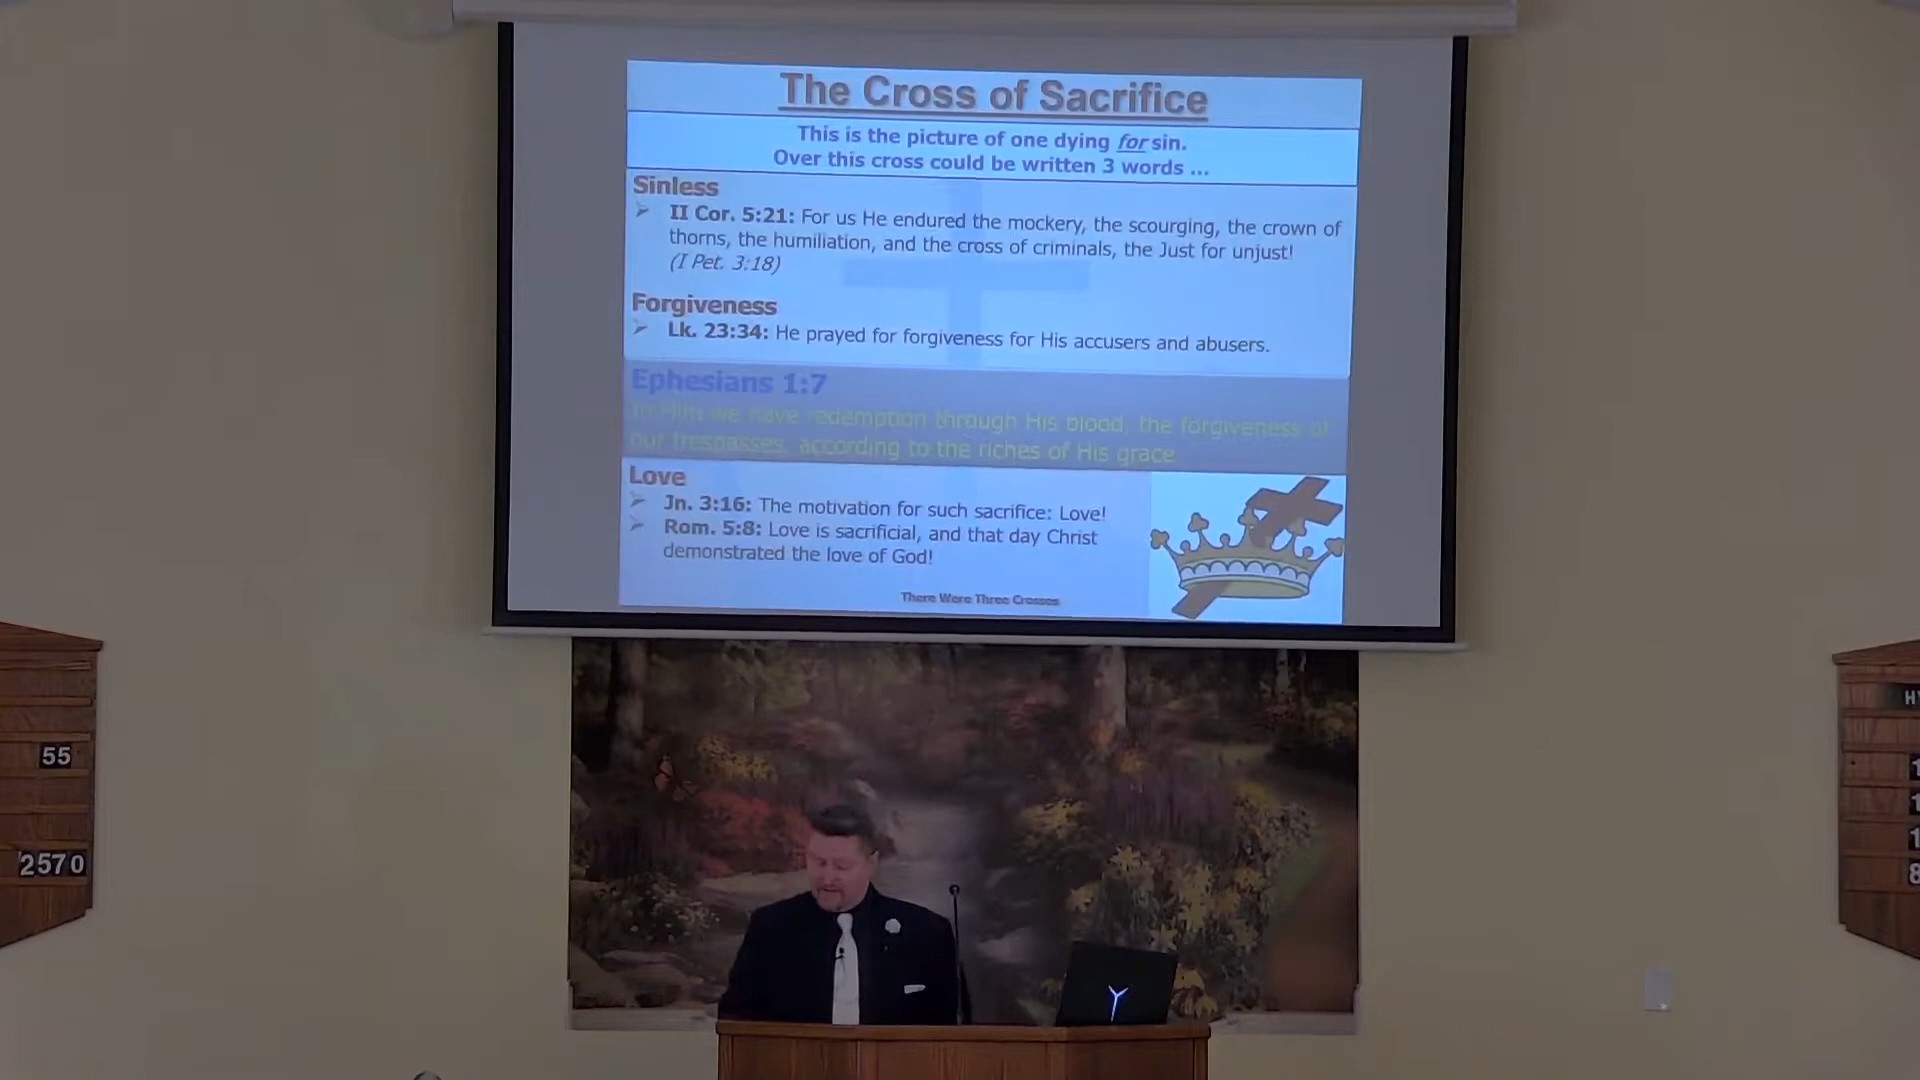 The Cross of Sacrifice
This is the picture of one dying for sin.
Over this cross could be written 3 words ...
Sinless
➢ II Cor. 5:21: For us He endured the mockery, the scourging, the crown of
thorns, the humiliation, and the cross of criminals, the Just for unjust!
(I Pet. 3:18)
Forgiveness
➢ Lk. 23:34: He prayed for forgiveness for His accusers and abusers.
Ephesians 1:7
In Him we have redemption through His blood, the forgiveness of
our trespasses, according to the riches of His grace
Love
➢ Jn. 3:16: The motivation for such sacrifice: Love!
➢ Rom. 5:8: Love is sacrificial, and that day Christ
demonstrated the love of God!
There Were Three Crosses
55
2570